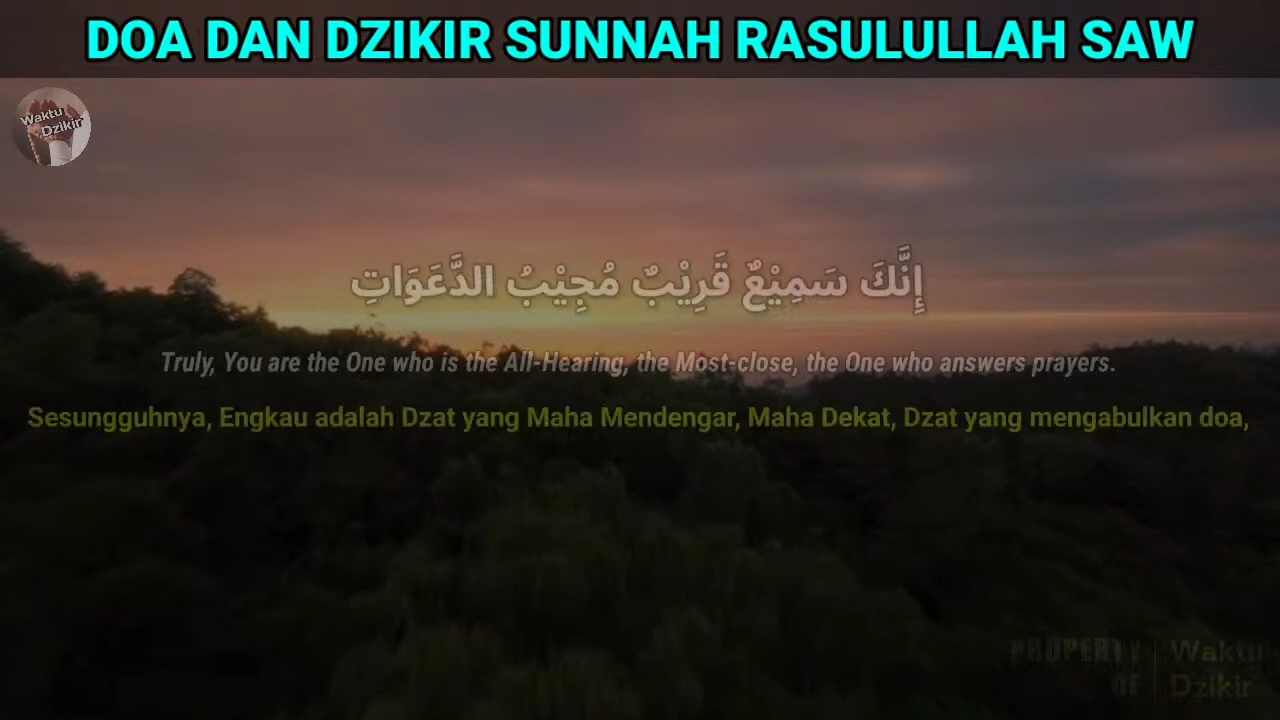 DOA DAN DZIKIR SUNNAH RASULULLAH SAW
Waktu
Dzikir
إِنَّكَ سَمِيْعٌ قَرِيْبٌ مُجِيْبُ الدَّعَوَاتِ
Truly, You are the One who is the All-Hearing, the Most-close, the One who answers prayers.
Sesungguhnya, Engkau adalah Dzat yang Maha Mendengar, Maha Dekat, Dzat yang mengabulkan doa,
PROPERTY OF
Waktu Dzikir